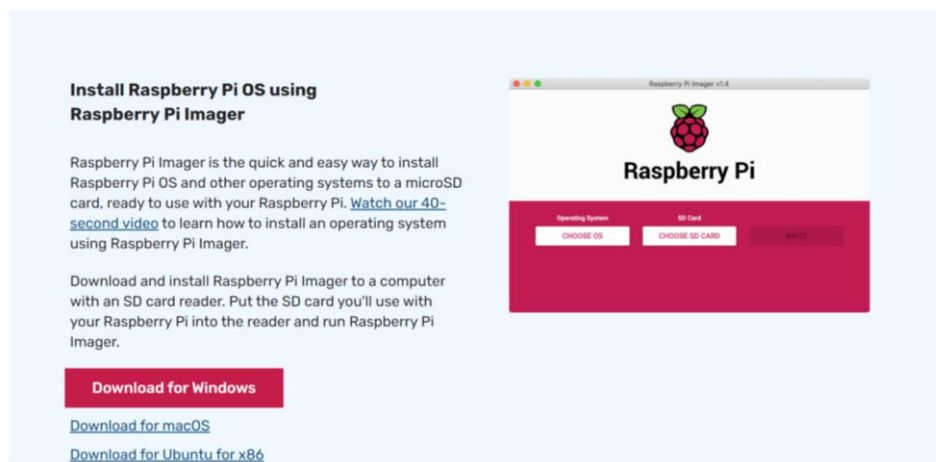 Install Raspberry Pi OS using
Raspberry Pi Imager
Raspberry Pi Imager is the quick and easy way to install
Raspberry Pi OS and other operating systems to a microSD
card, ready to use with your Raspberry Pi. Watch our 40-
second video to learn how to install an operating system
using Raspberry Pi Imager.
Download and install Raspberry Pi Imager to a computer
with an SD card reader. Put the SD card you'll use with
your Raspberry Pi into the reader and run Raspberry Pi
Imager.
Download for Windows
Download for macOS
Download for Ubuntu for x86
Raspberry Pi Imager v1.4
Raspberry Pi
Operating System SD Card
CHOOSE OS CHOOSE SD CARD WRITE